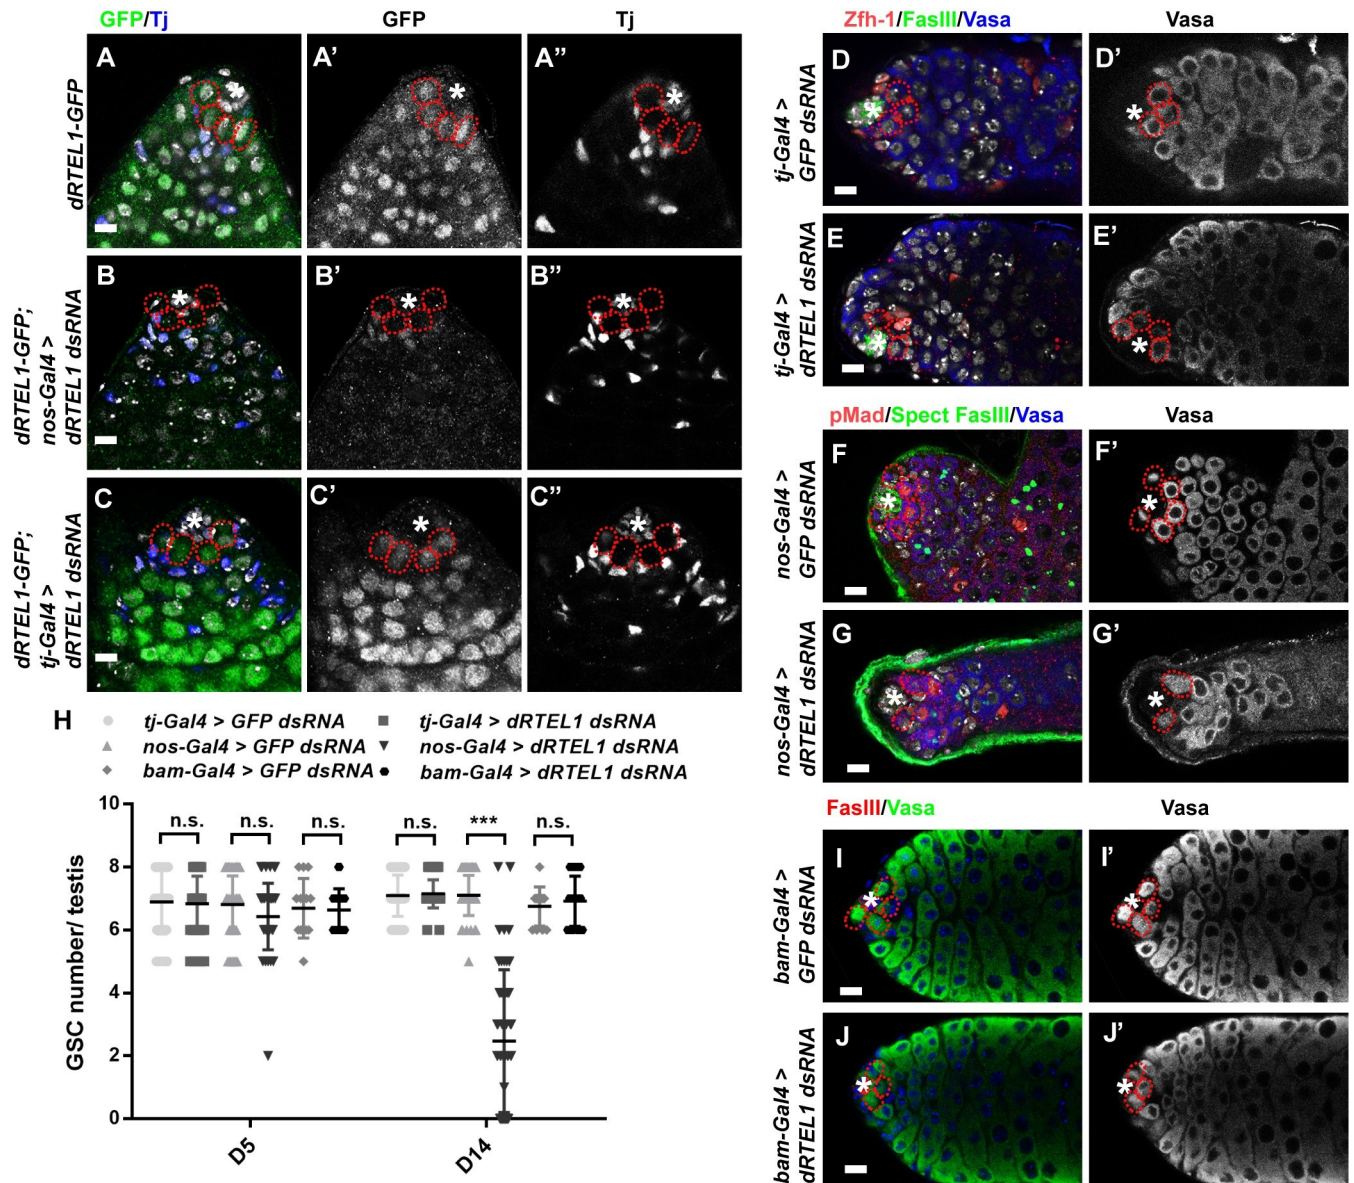 GFP/Tj GFP Tj
dRTEL1-GFP
A A' A''
dRTEL1-GFP;
nos-Gal4 >
dRTEL1 dsRNA
B B' B''
dRTEL1-GFP;
tj-Gal4 >
dRTEL1 dsRNA
C C' C''
Zfh-1/FasIII/Vasa Vasa
tj-Gal4 >
GFP dsRNA
D D'
tj-Gal4 >
dRTEL1 dsRNA
E E'
pMad/Spect FasIII/Vasa Vasa
nos-Gal4 >
GFP dsRNA
F F'
nos-Gal4 >
dRTEL1 dsRNA
G G'
H
tj-Gal4 > GFP dsRNA tj-Gal4 > dRTEL1 dsRNA
nos-Gal4 > GFP dsRNA nos-Gal4 > dRTEL1 dsRNA
bam-Gal4 > GFP dsRNA bam-Gal4 > dRTEL1 dsRNA
GSC number/ testis
10
8
6
4
2
0
n.s. n.s. n.s. n.s. *** n.s.
D5 D14
FasIII/Vasa Vasa
bam-Gal4 >
GFP dsRNA
I I'
bam-Gal4 >
dRTEL1 dsRNA
J J'